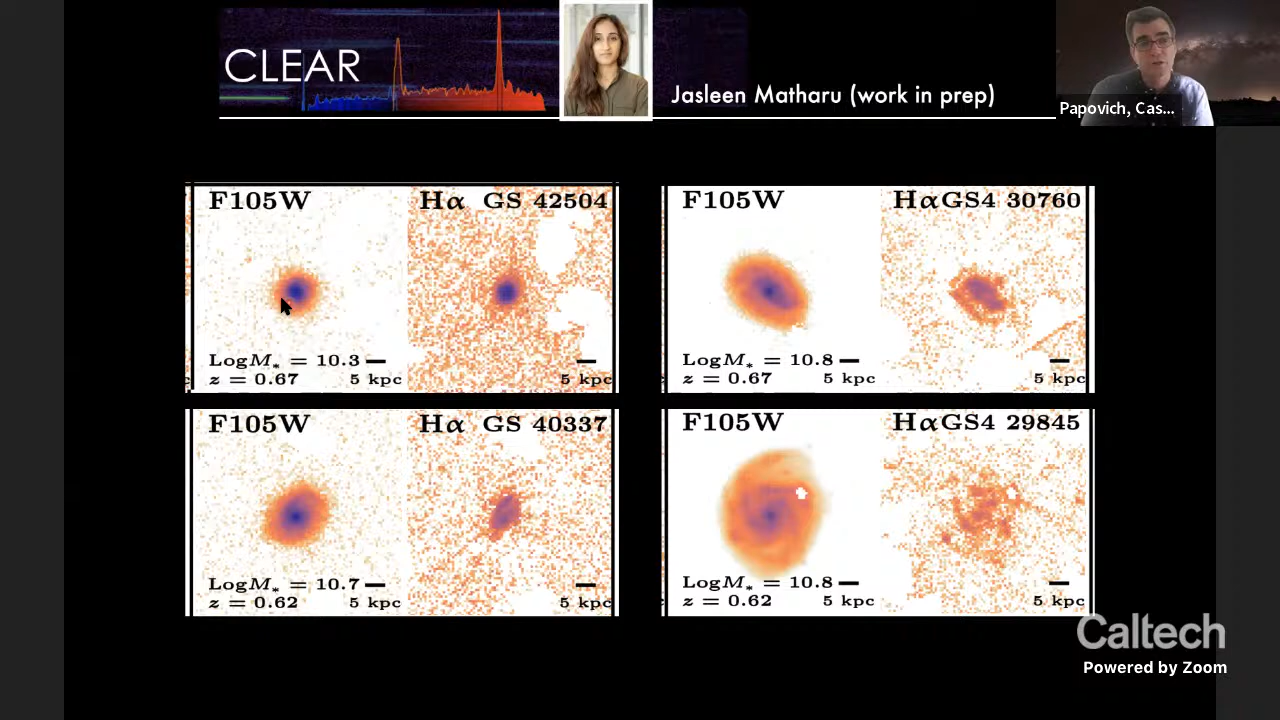 CLEAR
Jasleen Matharu (work in prep)
Papovich, Cas...
F105W
Hα GS 42504
LogM* = 10.3
z = 0.67
5 kpc
5 kpc
F105W
HαGS4 30760
LogM* = 10.8
z = 0.67
5 kpc
5 kpc
F105W
Hα GS 40337
LogM* = 10.7
z = 0.62
5 kpc
5 kpc
F105W
HαGS4 29845
LogM* = 10.8
z = 0.62
5 kpc
5 kpc
Caltech
Powered by Zoom